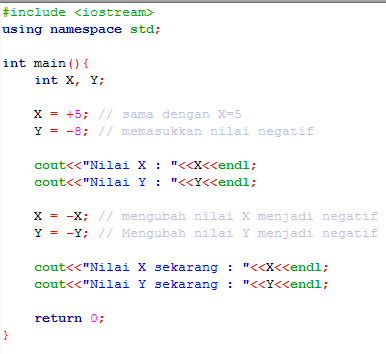 #include <iostream>
using namespace std;
int main(){
int X, Y;
X = +5; // sama dengan X=5
Y = -8; // memasukkan nilai negatif
cout<<"Nilai X : "<<X<<endl;
cout<<"Nilai Y : "<<Y<<endl;
X = -X; // mengubah nilai X menjadi negatif
Y = -Y; // Mengubah nilai Y menjadi negatif
cout<<"Nilai X sekarang : "<<X<<endl;
cout<<"Nilai Y sekarang : "<<Y<<endl;
return 0;
}